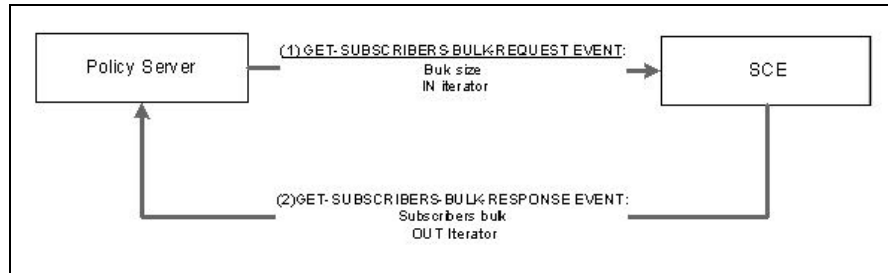 Policy Server
(1) GET-SUBSCRIBERS-BULK-REQUEST EVENT:
Buk size
IN iterator
SCE
(2)GET-SUBSCRIBERS-BULK-RESPONSE EVENT:
Subscribers bulk
OUT Iterator